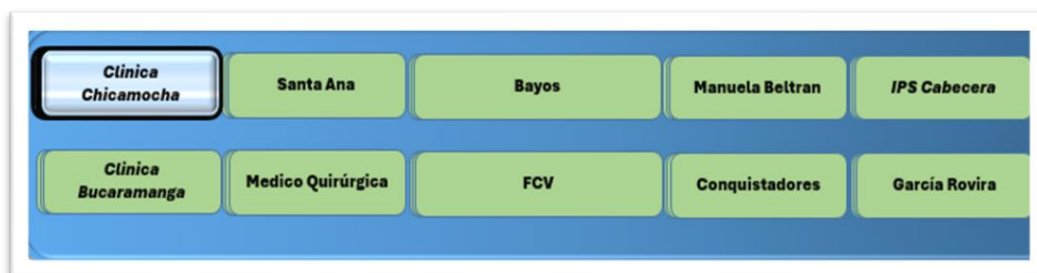 Clinica
Chicamocha
Santa Ana
Bayos
Manuela Beltran
IPS Cabecera
Clinica
Bucaramanga
Medico Quirúrgica
FCV
Conquistadores
García Rovira